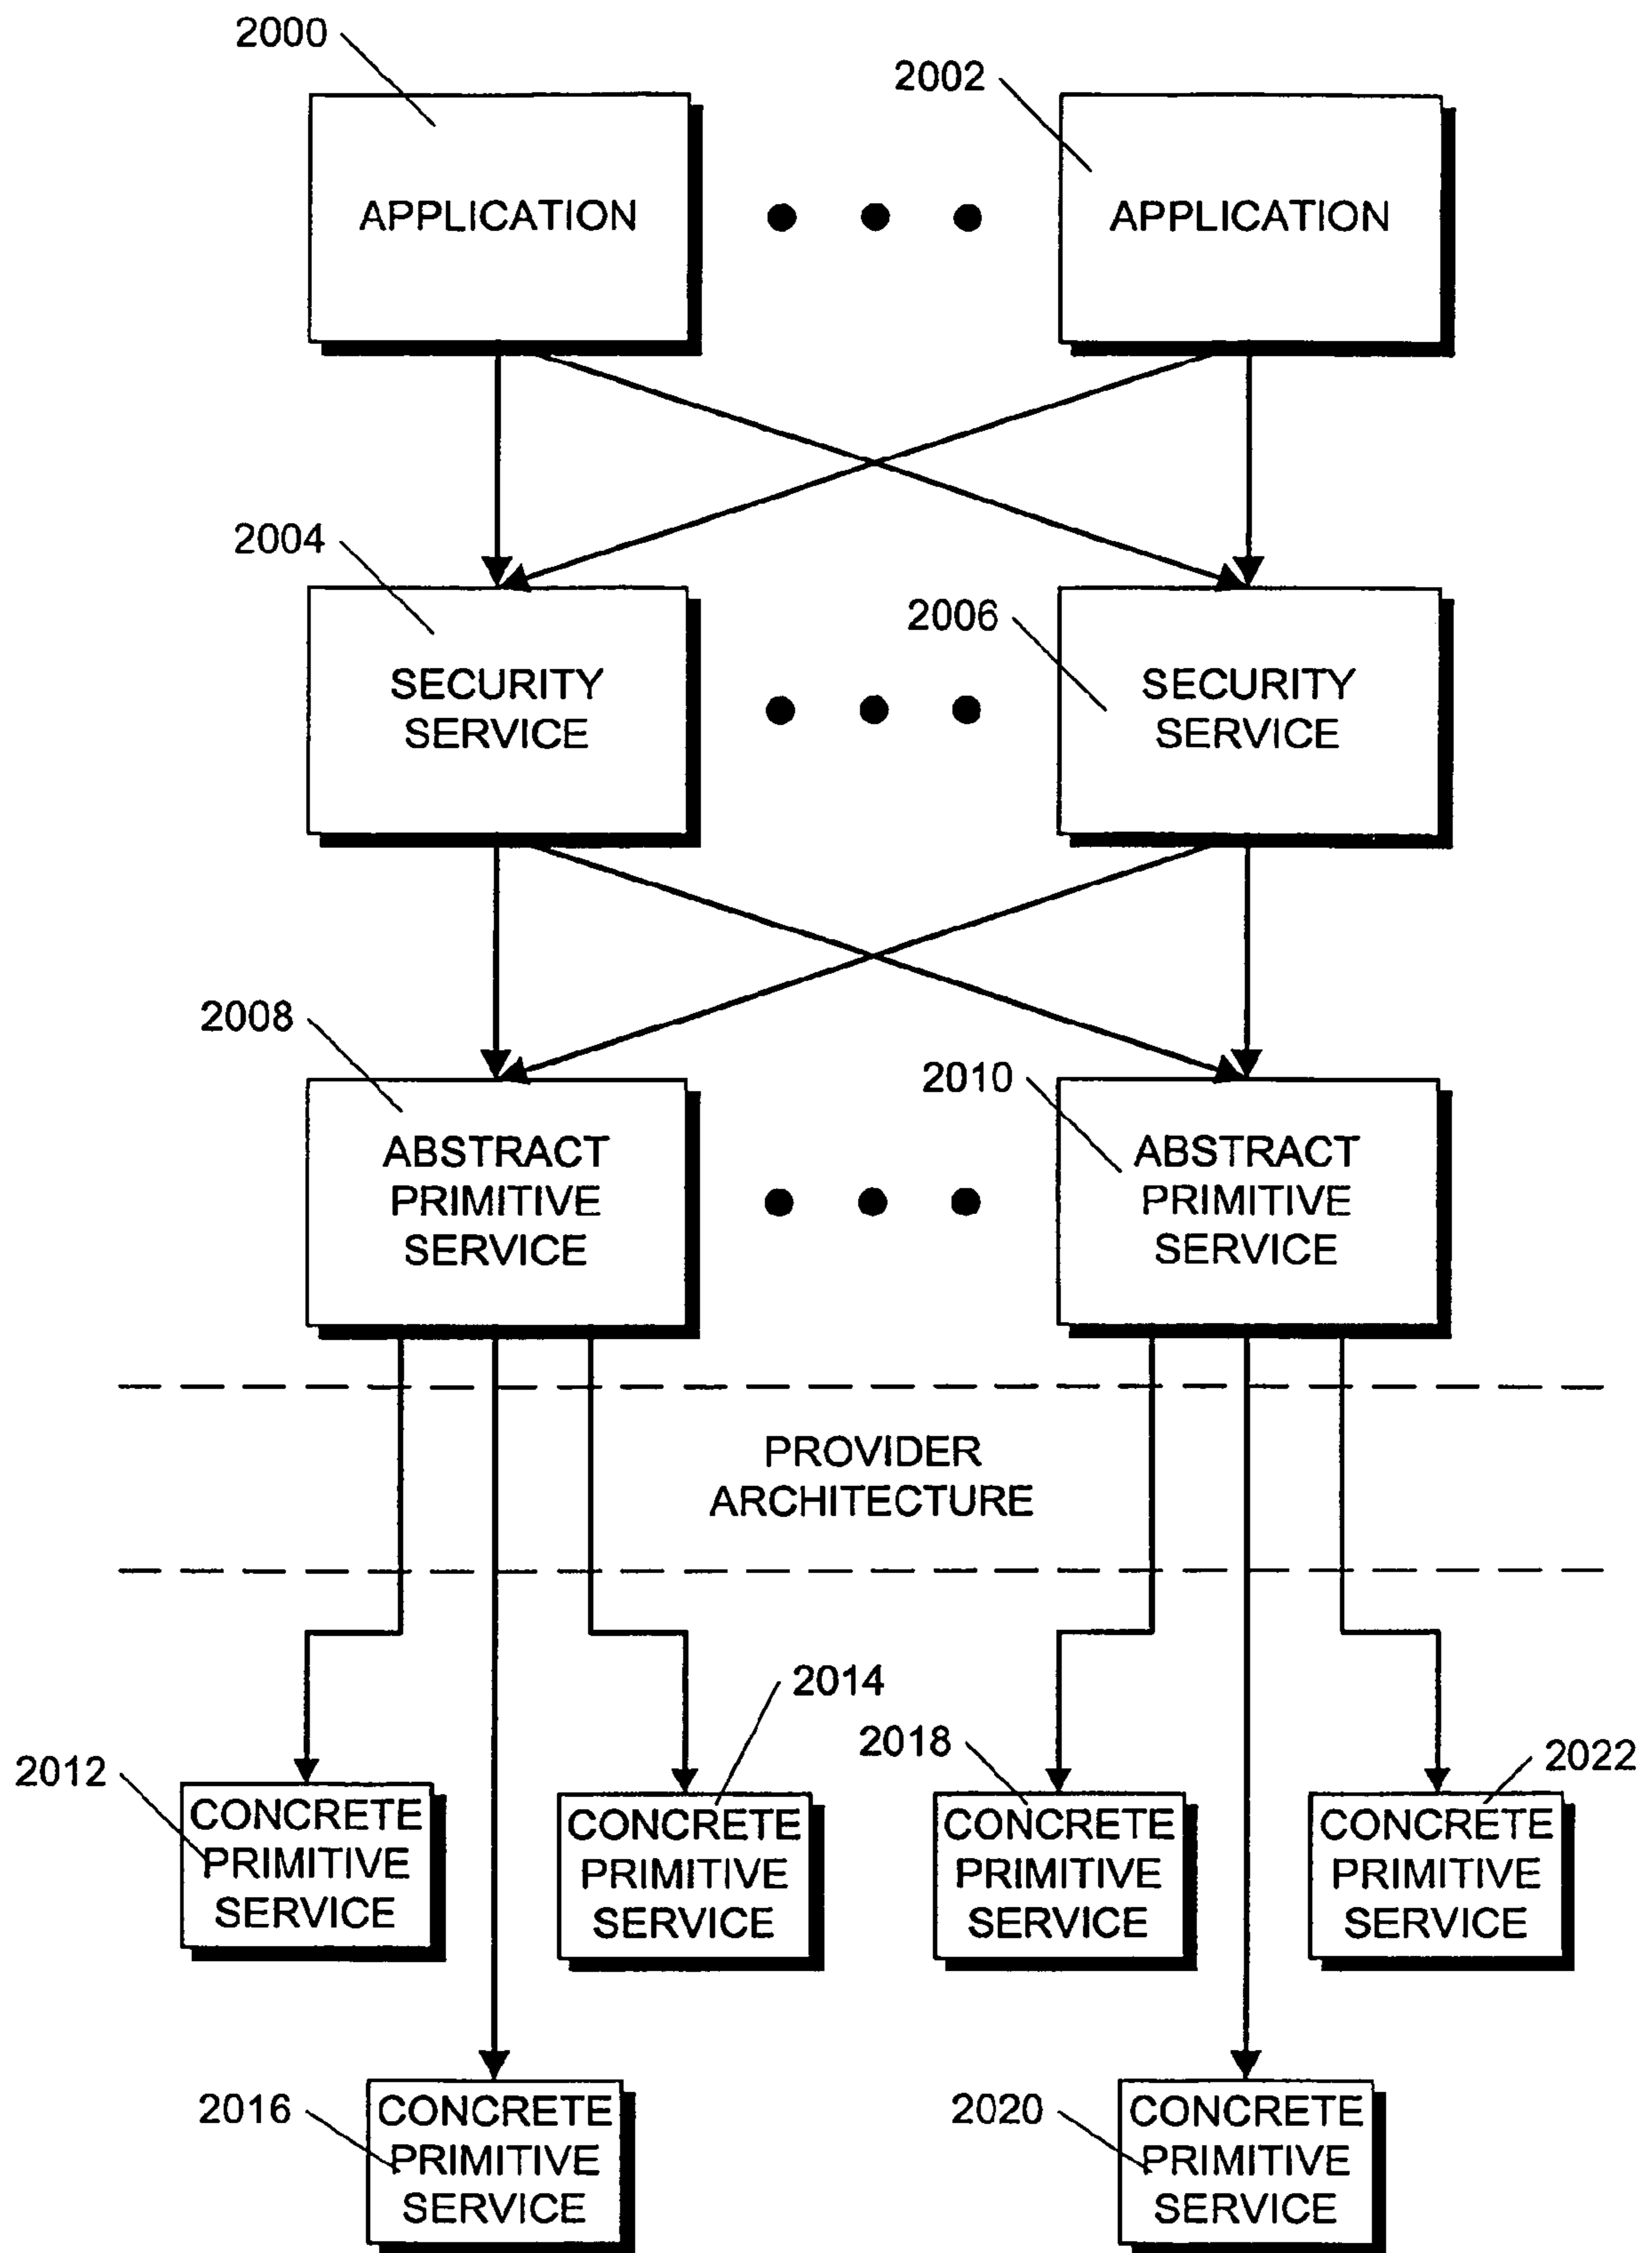 2000
2002
APPLICATION
APPLICATION
2004
2006
SECURITY
SERVICE
SECURITY
SERVICE
2008
2010
ABSTRACT
PRIMITIVE
SERVICE
ABSTRACT
PRIMITIVE
SERVICE
PROVIDER
ARCHITECTURE
2014
2018
2022
2012
CONCRETE
PRIMITIVE
SERVICE
CONCRETE
PRIMITIVE
SERVICE
CONCRETE
PRIMITIVE
SERVICE
CONCRETE
PRIMITIVE
SERVICE
2016
CONCRETE
PRIMITIVE
SERVICE
2020
CONCRETE
PRIMITIVE
SERVICE